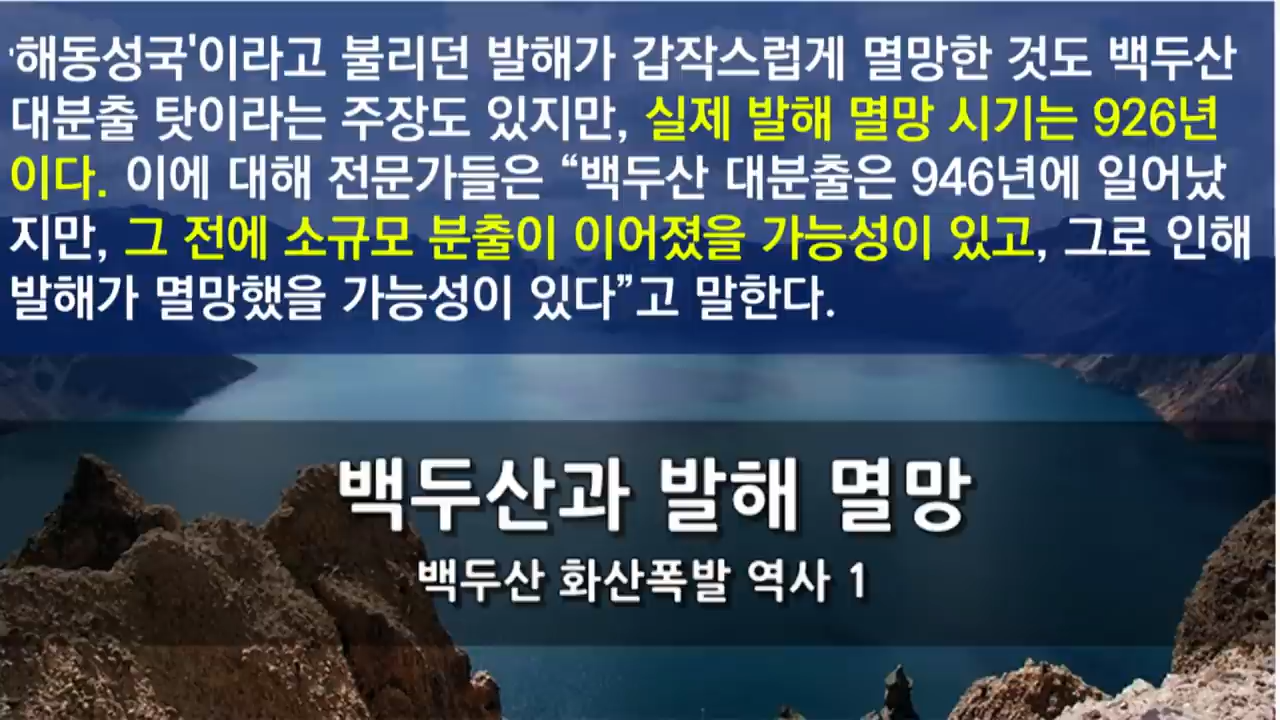 '해동성국'이라고 불리던 발해가 갑작스럽게 멸망한 것도 백두산
대분출 탓이라는 주장도 있지만, 실제 발해 멸망 시기는 926년
이다. 이에 대해 전문가들은 “백두산 대분출은 946년에 일어났
지만, 그 전에 소규모 분출이 이어졌을 가능성이 있고, 그로 인해
발해가 멸망했을 가능성이 있다”고 말한다.
백두산과 발해 멸망
백두산 화산폭발 역사 1